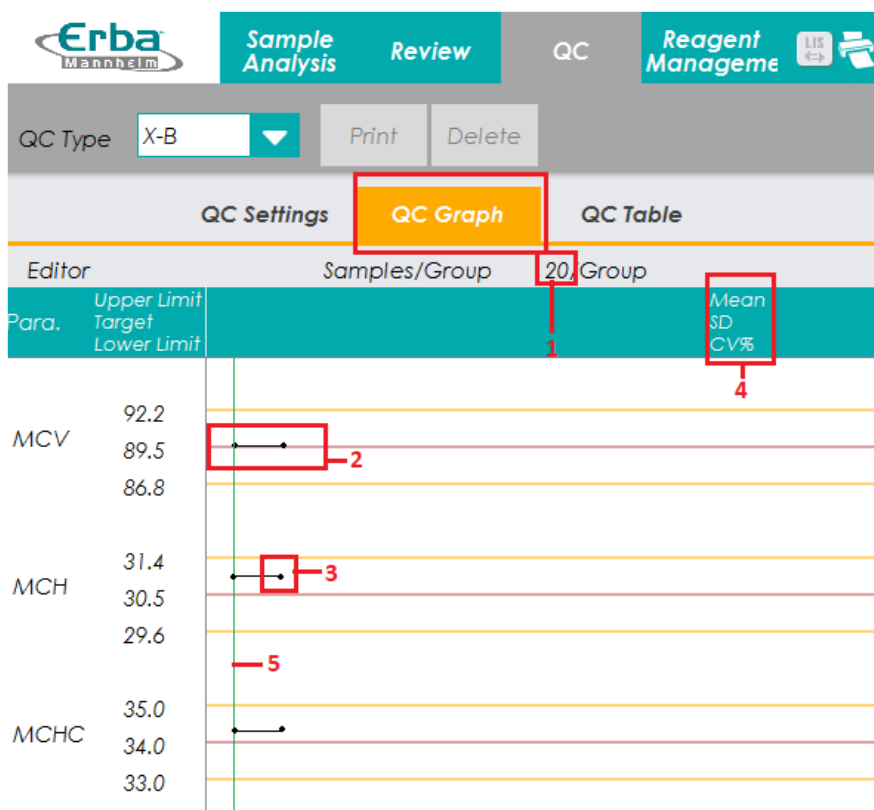 Erba
Mannheim
Sample
Analysis
Review
QC
Reagent
Manageme
LIS
QC Type
X-B
Print
Delete
QC Settings
QC Graph
QC Table
Editor
Samples/Group
20/Group
Para.
Upper Limit
Target
Lower Limit
Mean
SD
CV%
1
4
MCV
92.2
89.5
86.8
2
MCH
31.4
30.5
29.6
3
5
MCHC
35.0
34.0
33.0